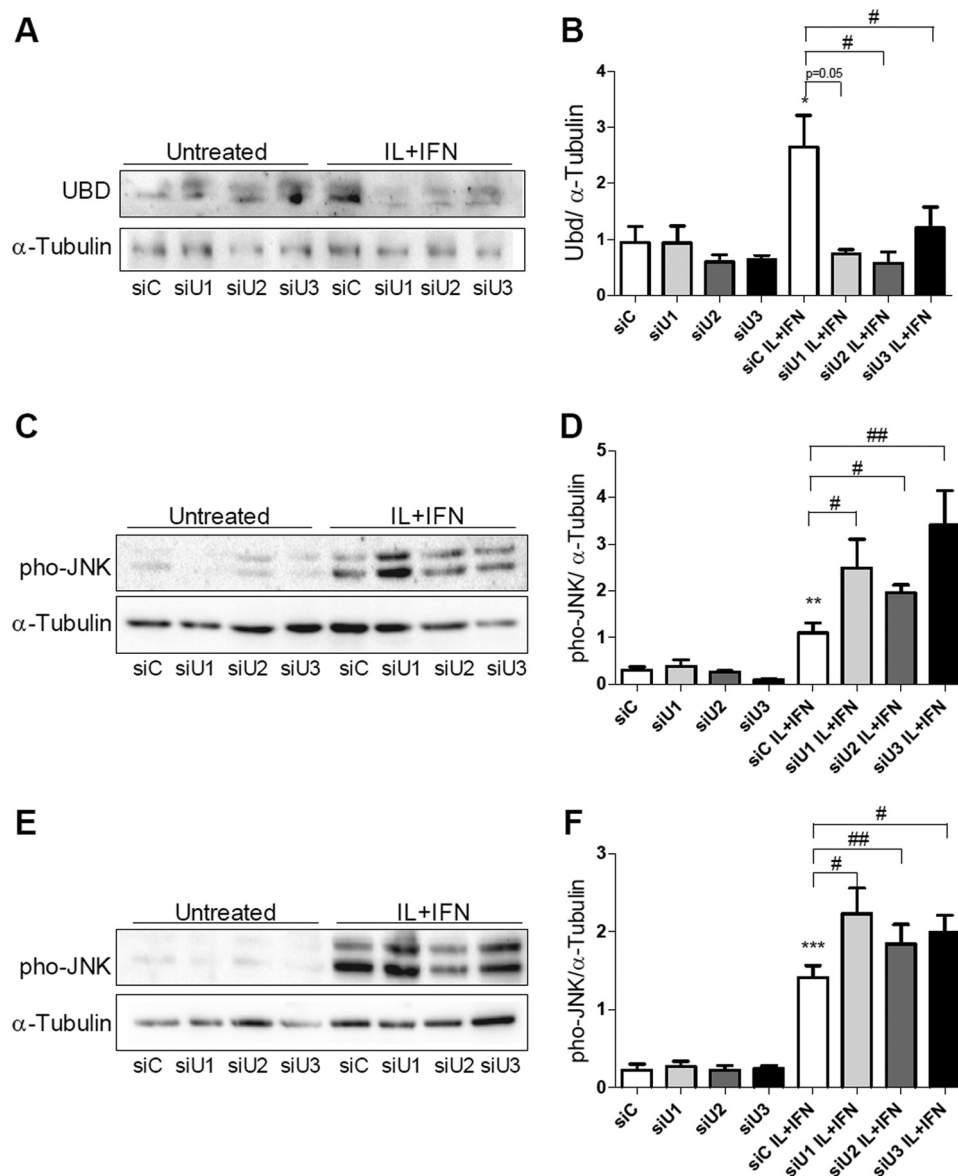 A
Untreated IL+IFN
UBD
α-Tubulin
siC siU1 siU2 siU3 siC siU1 siU2 siU3
B
#
#
p=0.05
*
4
3
2
1
0
Ubd/ α-Tubulin
siC siU1 siU2 siU3 siC IL+IFN siU1 IL+IFN siU2 IL+IFN siU3 IL+IFN
C
Untreated IL+IFN
pho-JNK
α-Tubulin
siC siU1 siU2 siU3 siC siU1 siU2 siU3
D
##
#
#
**
5
4
3
2
1
0
pho-JNK/ α-Tubulin
siC siU1 siU2 siU3 siC IL+IFN siU1 IL+IFN siU2 IL+IFN siU3 IL+IFN
E
Untreated IL+IFN
pho-JNK
α-Tubulin
siC siU1 siU2 siU3 siC siU1 siU2 siU3
F
#
##
#
***
3
2
1
0
pho-JNK/α-Tubulin
siC siU1 siU2 siU3 siC IL+IFN siU1 IL+IFN siU2 IL+IFN siU3 IL+IFN